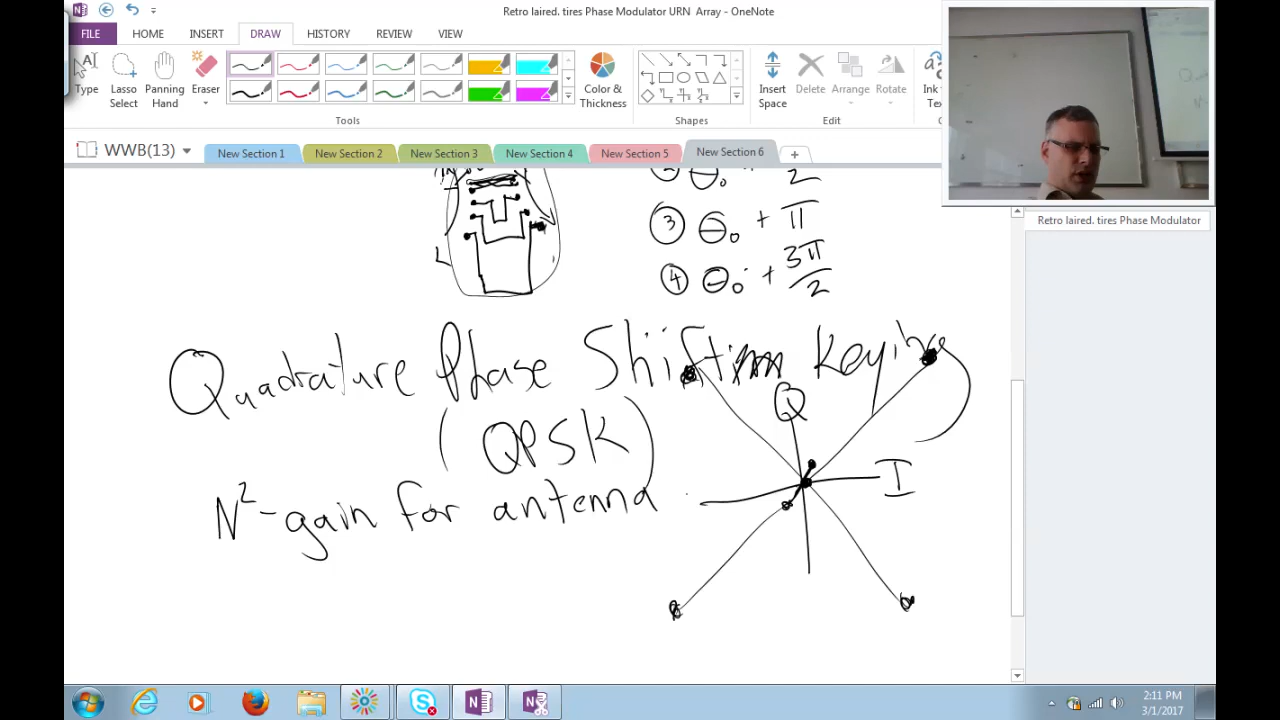 Retro laired. tires Phase Modulator URN Array - OneNote
FILE HOME INSERT DRAW HISTORY REVIEW VIEW
Type
Lasso Select
Panning Hand
Eraser
Color & Thickness
Insert Space
Delete
Arrange
Rotate
Ink to
Tools
Shapes
Edit
WWB(13)
New Section 1
New Section 2
New Section 3
New Section 4
New Section 5
New Section 6
Retro laired. tires Phase Modulator
2
③ Θ₀ + π
④ Θ₀ + 3π/2
Quadrature Phase Shift Keying
(QPSK)
Q
I
N²-gain for antenna
2:11 PM
3/1/2017